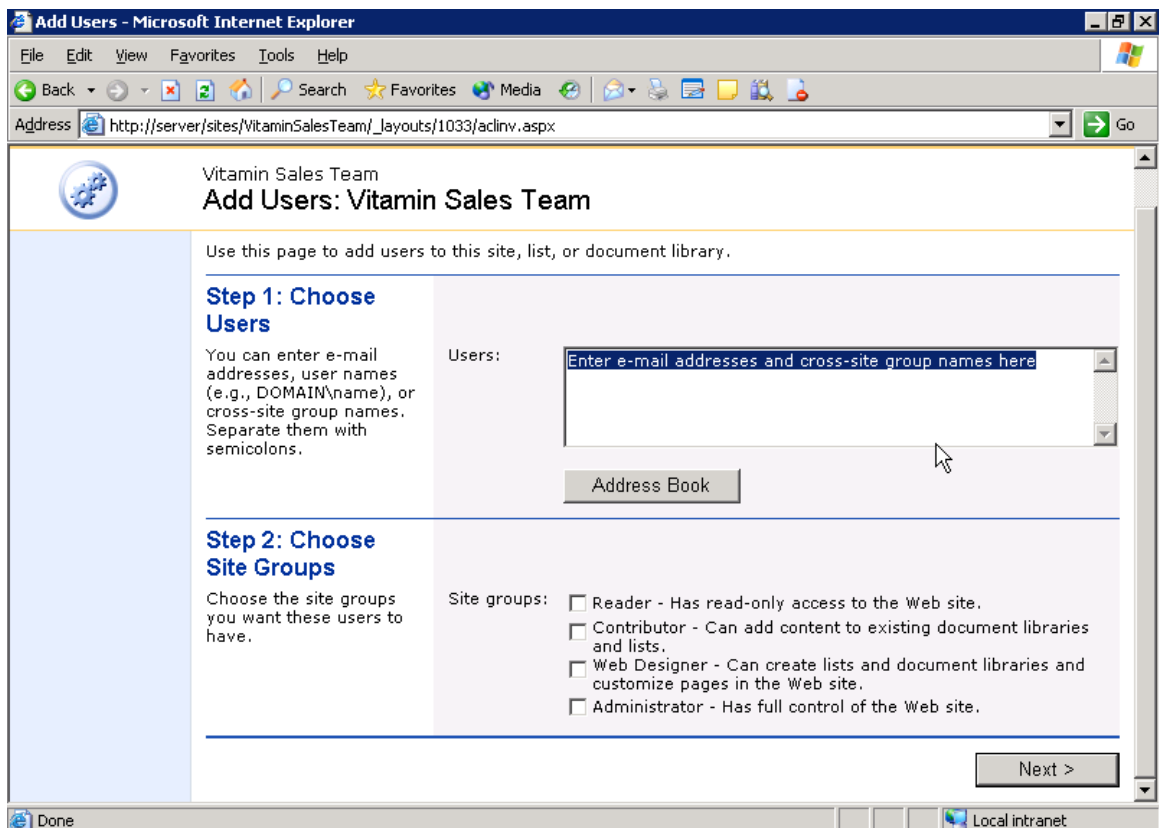 Add Users - Microsoft Internet Explorer
File Edit View Favorites Tools Help
Back Search Favorites Media
Address http://server/sites/VitaminSalesTeam/_layouts/1033/aclinv.aspx Go
Vitamin Sales Team
Add Users: Vitamin Sales Team
Use this page to add users to this site, list, or document library.
Step 1: Choose
Users
You can enter e-mail
addresses, user names
(e.g., DOMAIN\name), or
cross-site group names.
Separate them with
semicolons.
Users:
Enter e-mail addresses and cross-site group names here
Address Book
Step 2: Choose
Site Groups
Choose the site groups
you want these users to
have.
Site groups:
Reader - Has read-only access to the Web site.
Contributor - Can add content to existing document libraries
and lists.
Web Designer - Can create lists and document libraries and
customize pages in the Web site.
Administrator - Has full control of the Web site.
Next >
Done Local intranet